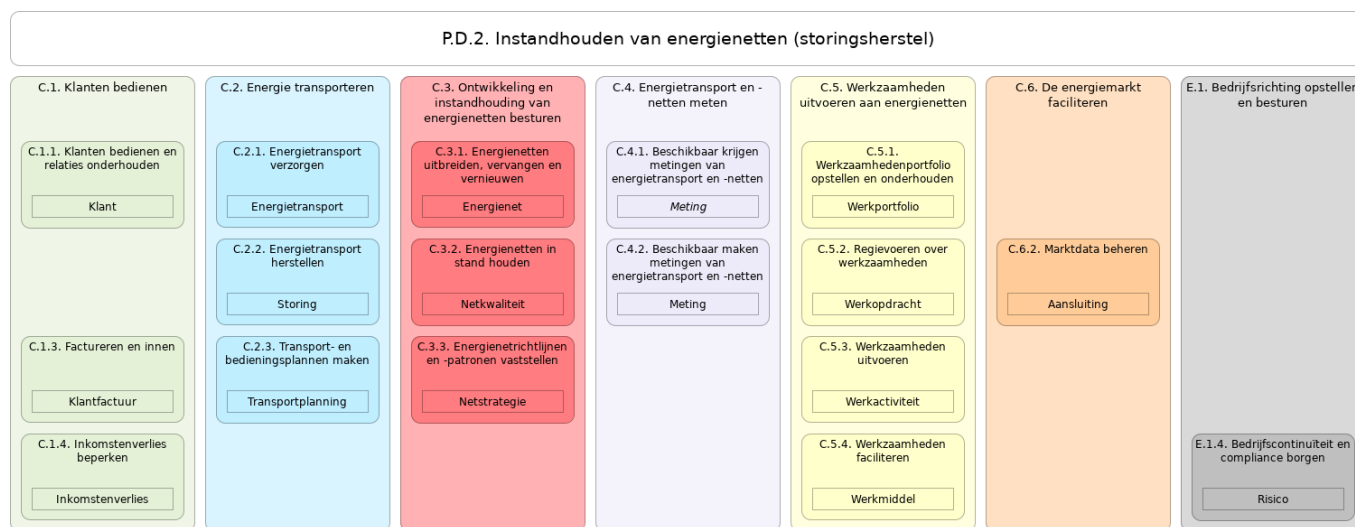 P.D.2. Instandhouden van energienetten (storingsherstel)
C.1. Klanten bedienen
C.1.1. Klanten bedienen en
relaties onderhouden
Klant
C.1.3. Factureren en innen
Klantfactuur
C.1.4. Inkomstenverlies
beperken
Inkomstenverlies
C.2. Energie transporteren
C.2.1. Energietransport
verzorgen
Energietransport
C.2.2. Energietransport
herstellen
Storing
C.2.3. Transport- en
bedieningsplannen maken
Transportplanning
C.3. Ontwikkeling en
instandhouding van
energienetten besturen
C.3.1. Energienetten
uitbreiden, vervangen en
vernieuwen
Energienet
C.3.2. Energienetten in
stand houden
Netkwaliteit
C.3.3. Energienetrichtlijnen
en -patronen vaststellen
Netstrategie
C.4. Energietransport en -
netten meten
C.4.1. Beschikbaar krijgen
metingen van
energietransport en -netten
Meting
C.4.2. Beschikbaar maken
metingen van
energietransport en -netten
Meting
C.5. Werkzaamheden
uitvoeren aan energienetten
C.5.1.
Werkzaamhedenportfolio
opstellen en onderhouden
Werkportfolio
C.5.2. Regievoeren over
werkzaamheden
Werkopdracht
C.5.3. Werkzaamheden
uitvoeren
Werkactiviteit
C.5.4. Werkzaamheden
faciliteren
Werkmiddel
C.6. De energiemarkt
faciliteren
C.6.2. Marktdata beheren
Aansluiting
E.1. Bedrijfsrichting opstellen
en besturen
E.1.4. Bedrijfscontinuïteit en
compliance borgen
Risico